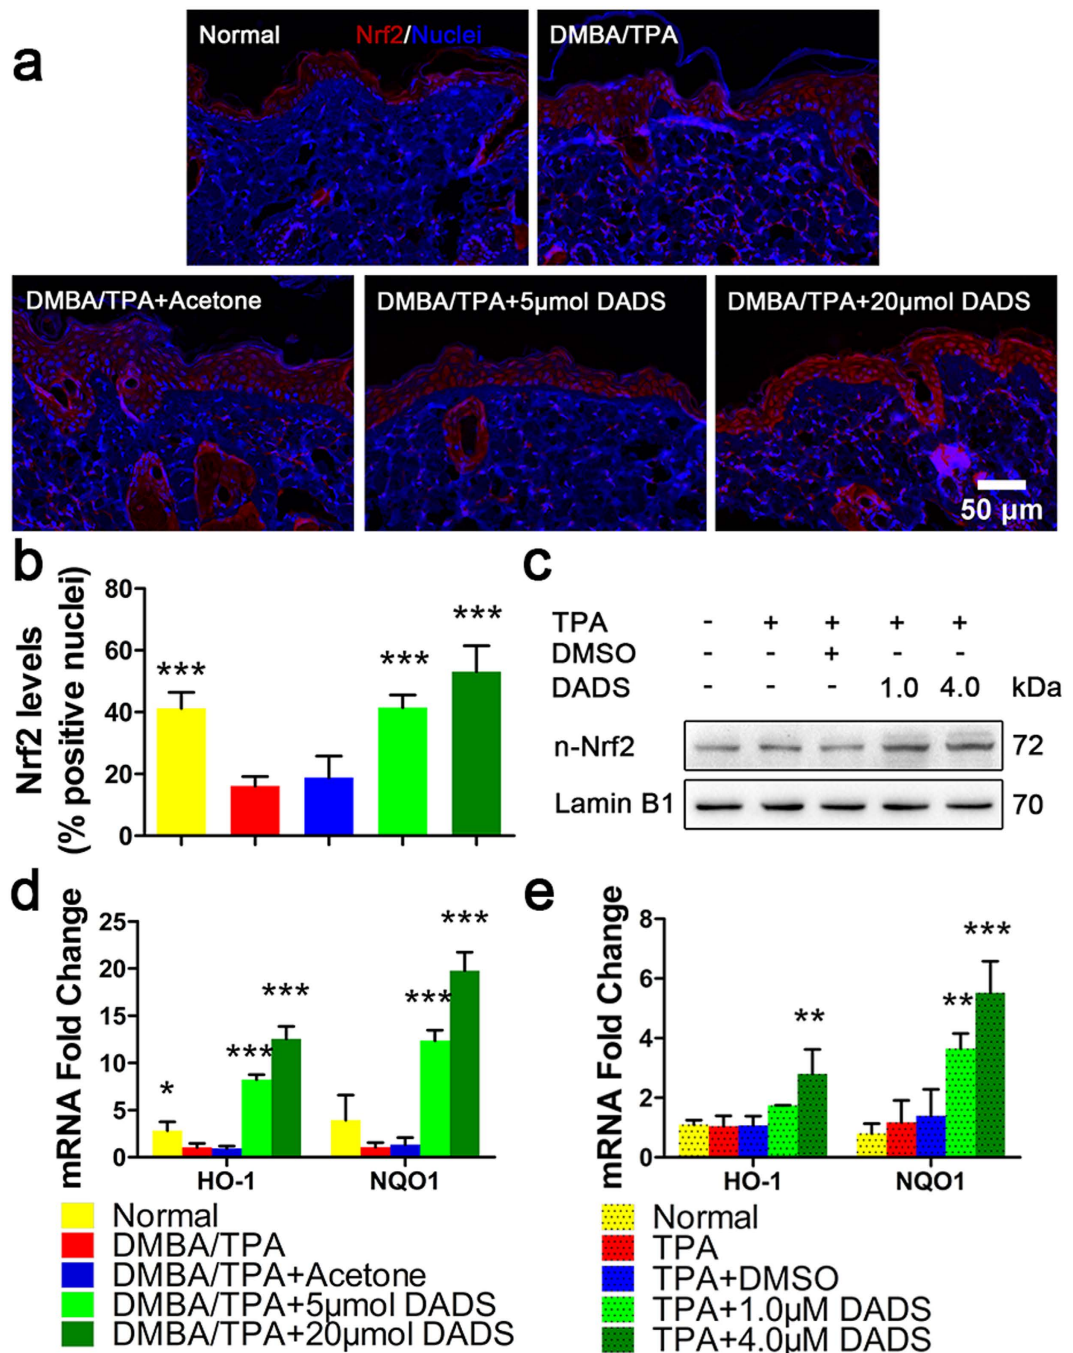 a
Normal Nrf2/Nuclei
DMBA/TPA
DMBA/TPA+Acetone
DMBA/TPA+5µmol DADS
DMBA/TPA+20µmol DADS
50 µm
b
Nrf2 levels
(% positive nuclei)
80
60
40
20
0
***
***
***
c
TPA - + + + +
DMSO - - + - -
DADS - - - 1.0 4.0 kDa
n-Nrf2 72
Lamin B1 70
d
mRNA Fold Change
25
20
15
10
5
0
*
***
***
***
***
HO-1 NQO1
Normal
DMBA/TPA
DMBA/TPA+Acetone
DMBA/TPA+5µmol DADS
DMBA/TPA+20µmol DADS
e
mRNA Fold Change
8
6
4
2
0
**
**
***
HO-1 NQO1
Normal
TPA
TPA+DMSO
TPA+1.0µM DADS
TPA+4.0µM DADS